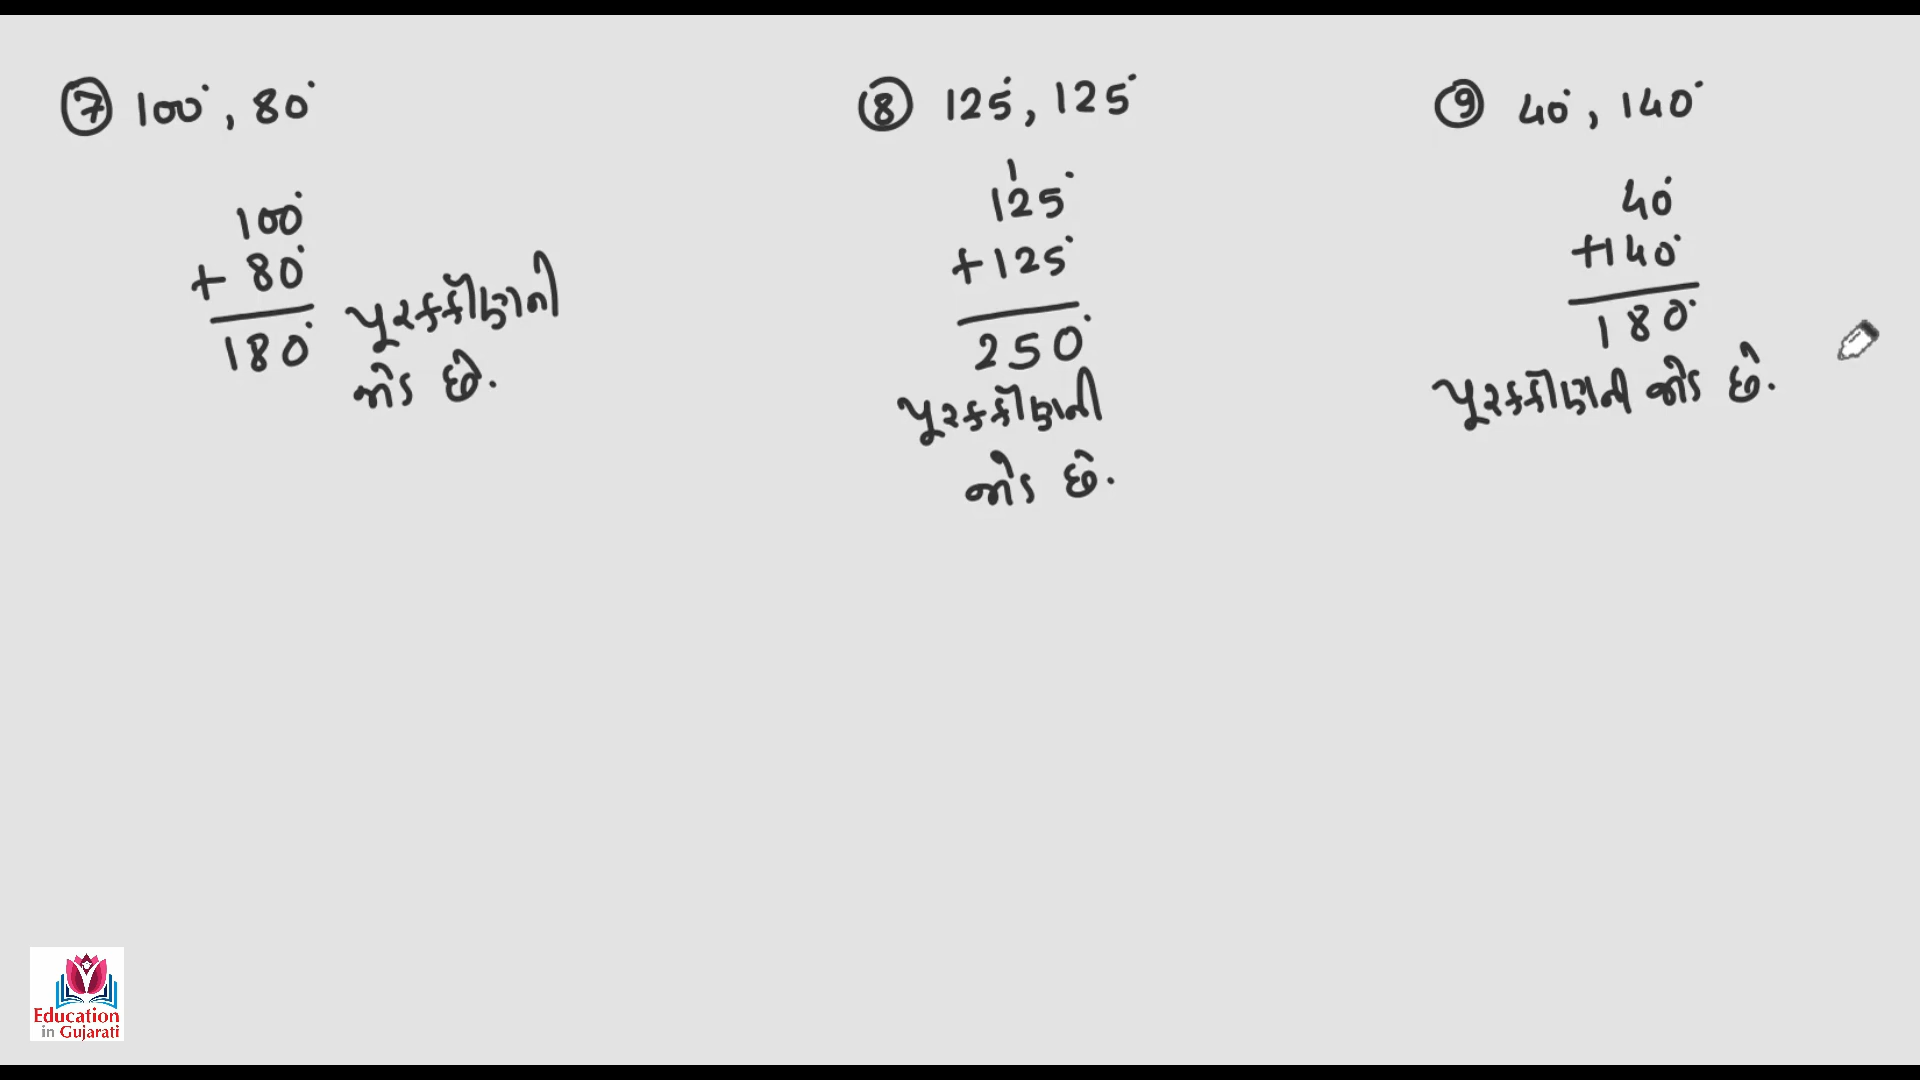 ⑦ 100°, 80°
100°
+ 80°
180°
પૂરકકોણની
જોડ છે.
⑧ 125°, 125°
1
125°
+125°
250°
પૂરકકોણની
જોડ છે.
⑨ 40°, 140°
40°
+140°
180°
પૂરકકોણની જોડ છે.
Education
in Gujarati